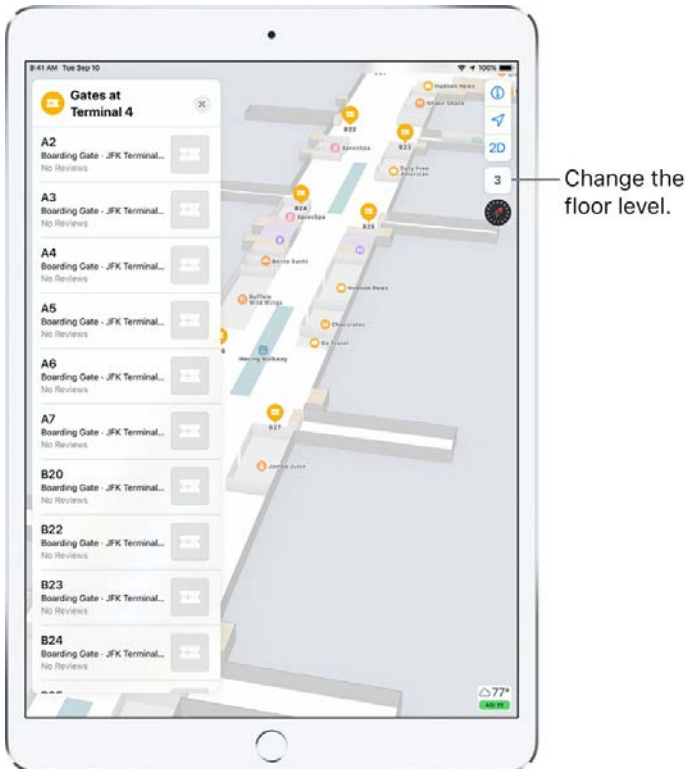 9:41 AM Tue Sep 10
100%
Gates at
Terminal 4
A2
Boarding Gate - JFK Terminal...
No Reviews
A3
Boarding Gate - JFK Terminal...
No Reviews
A4
Boarding Gate - JFK Terminal...
No Reviews
A5
Boarding Gate - JFK Terminal...
No Reviews
A6
Boarding Gate - JFK Terminal...
No Reviews
A7
Boarding Gate - JFK Terminal...
No Reviews
B20
Boarding Gate - JFK Terminal...
No Reviews
B22
Boarding Gate - JFK Terminal...
No Reviews
B23
Boarding Gate - JFK Terminal...
No Reviews
B24
Boarding Gate - JFK Terminal...
No Reviews
Hudson News
Shake Shack
B22
B23
XpresSpa
Duty Free
Americas
B24
B25
XpresSpa
Hudson News
Buffalo
Wild Wings
Chocolates
Go Travel
Moving Walkway
B27
Jamba Juice
2D
3
77°
Change the
floor level.